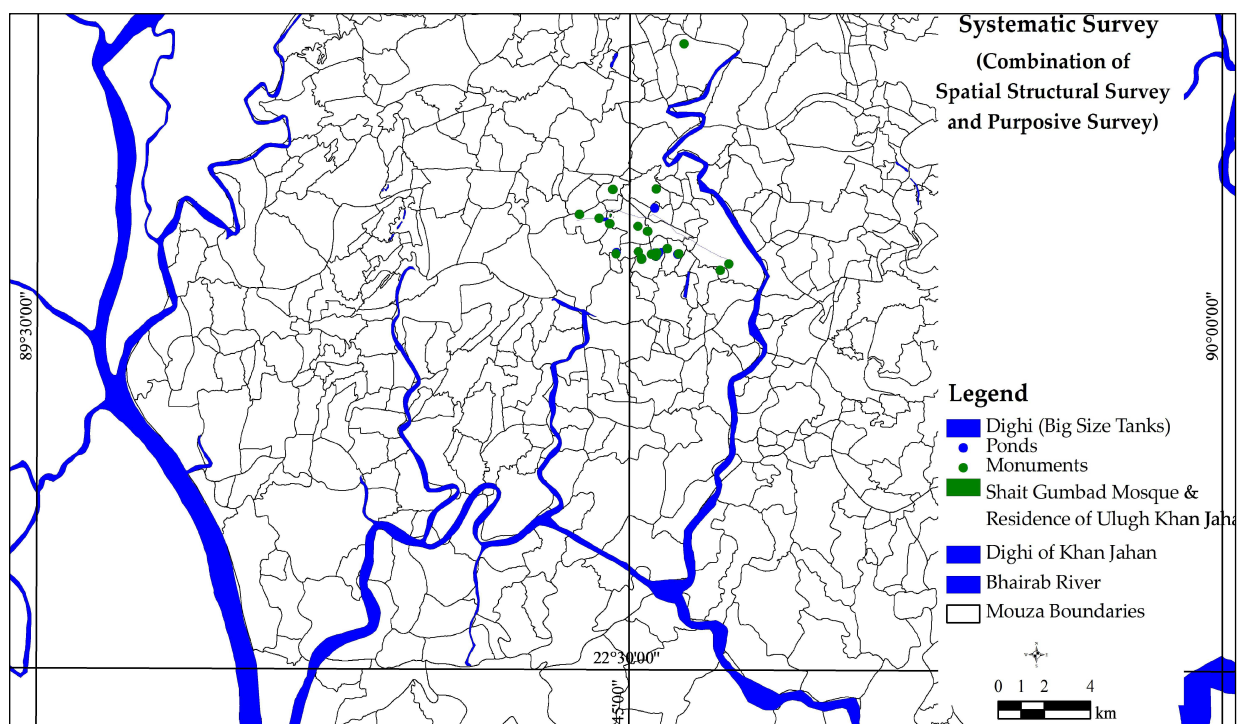 Systematic Survey
(Combination of
Spatial Structural Survey
and Purposive Survey)
89°30'00"
90°00'00"
Legend
Dighi (Big Size Tanks)
Ponds
Monuments
Shait Gumbad Mosque &
Residence of Ulugh Khan Jaha
Dighi of Khan Jahan
Bhairab River
Mouza Boundaries
22°30'00"
45'00"
0 1 2 4
km